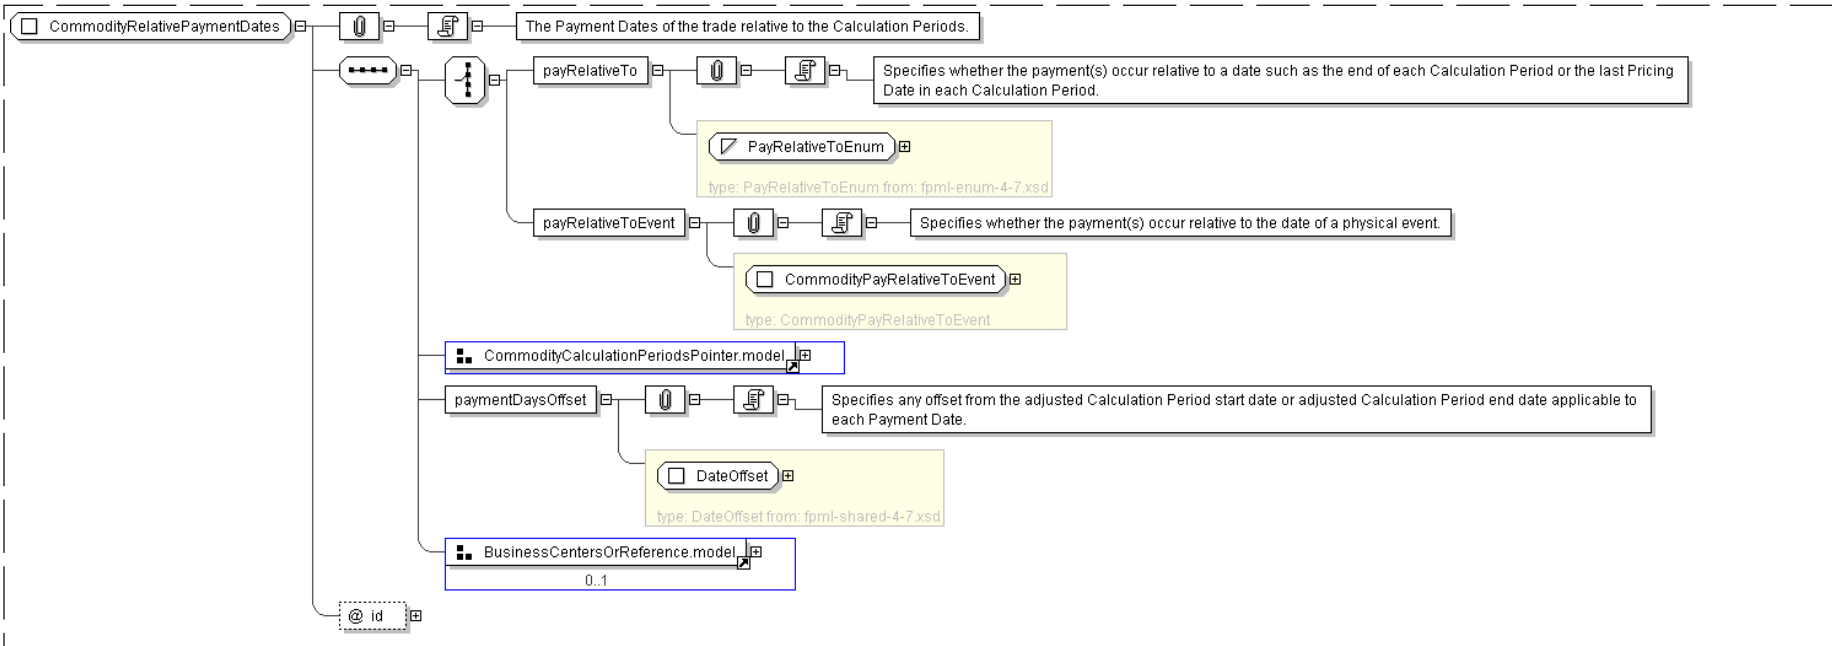 CommodityRelativePaymentDates
The Payment Dates of the trade relative to the Calculation Periods.
payRelativeTo
Specifies whether the payment(s) occur relative to a date such as the end of each Calculation Period or the last Pricing
Date in each Calculation Period.
PayRelativeToEnum
type: PayRelativeToEnum from: fpml-enum-4-7.xsd
payRelativeToEvent
Specifies whether the payment(s) occur relative to the date of a physical event.
CommodityPayRelativeToEvent
type: CommodityPayRelativeToEvent
CommodityCalculationPeriodsPointer.model
paymentDaysOffset
Specifies any offset from the adjusted Calculation Period start date or adjusted Calculation Period end date applicable to
each Payment Date.
DateOffset
type: DateOffset from: fpml-shared-4-7.xsd
BusinessCentersOrReference.model
0..1
@ id